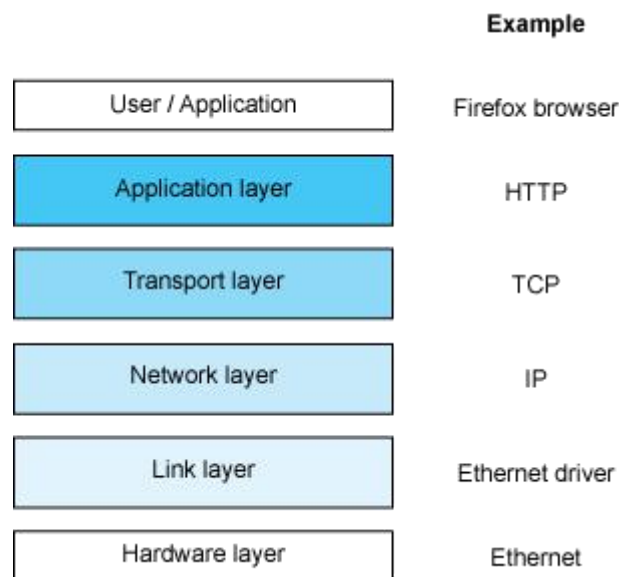 Example
User / Application
Firefox browser
Application layer
HTTP
Transport layer
TCP
Network layer
IP
Link layer
Ethernet driver
Hardware layer
Ethernet